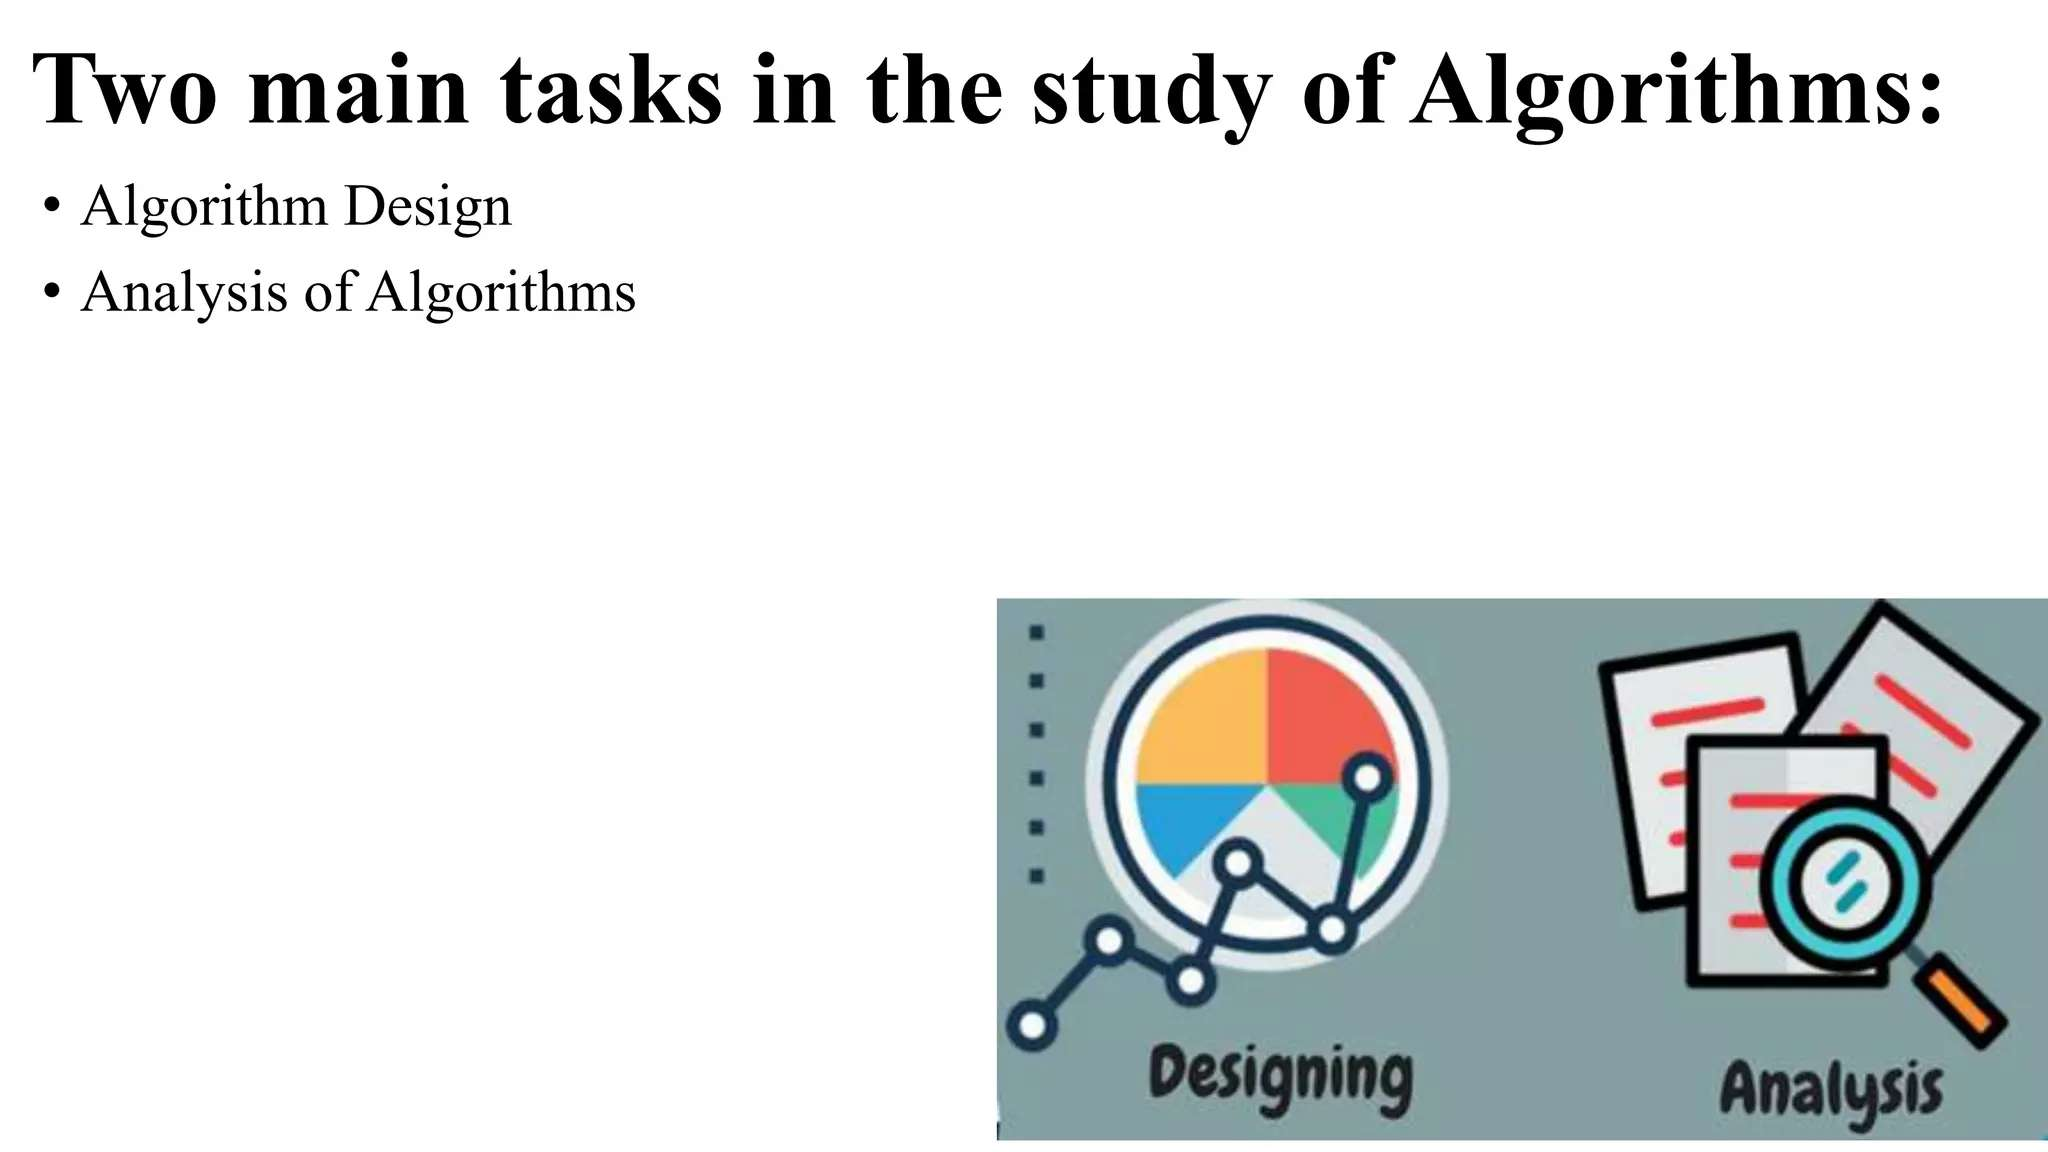 Two main tasks in the study of Algorithms:
• Algorithm Design
• Analysis of Algorithms
Designing
Analysis